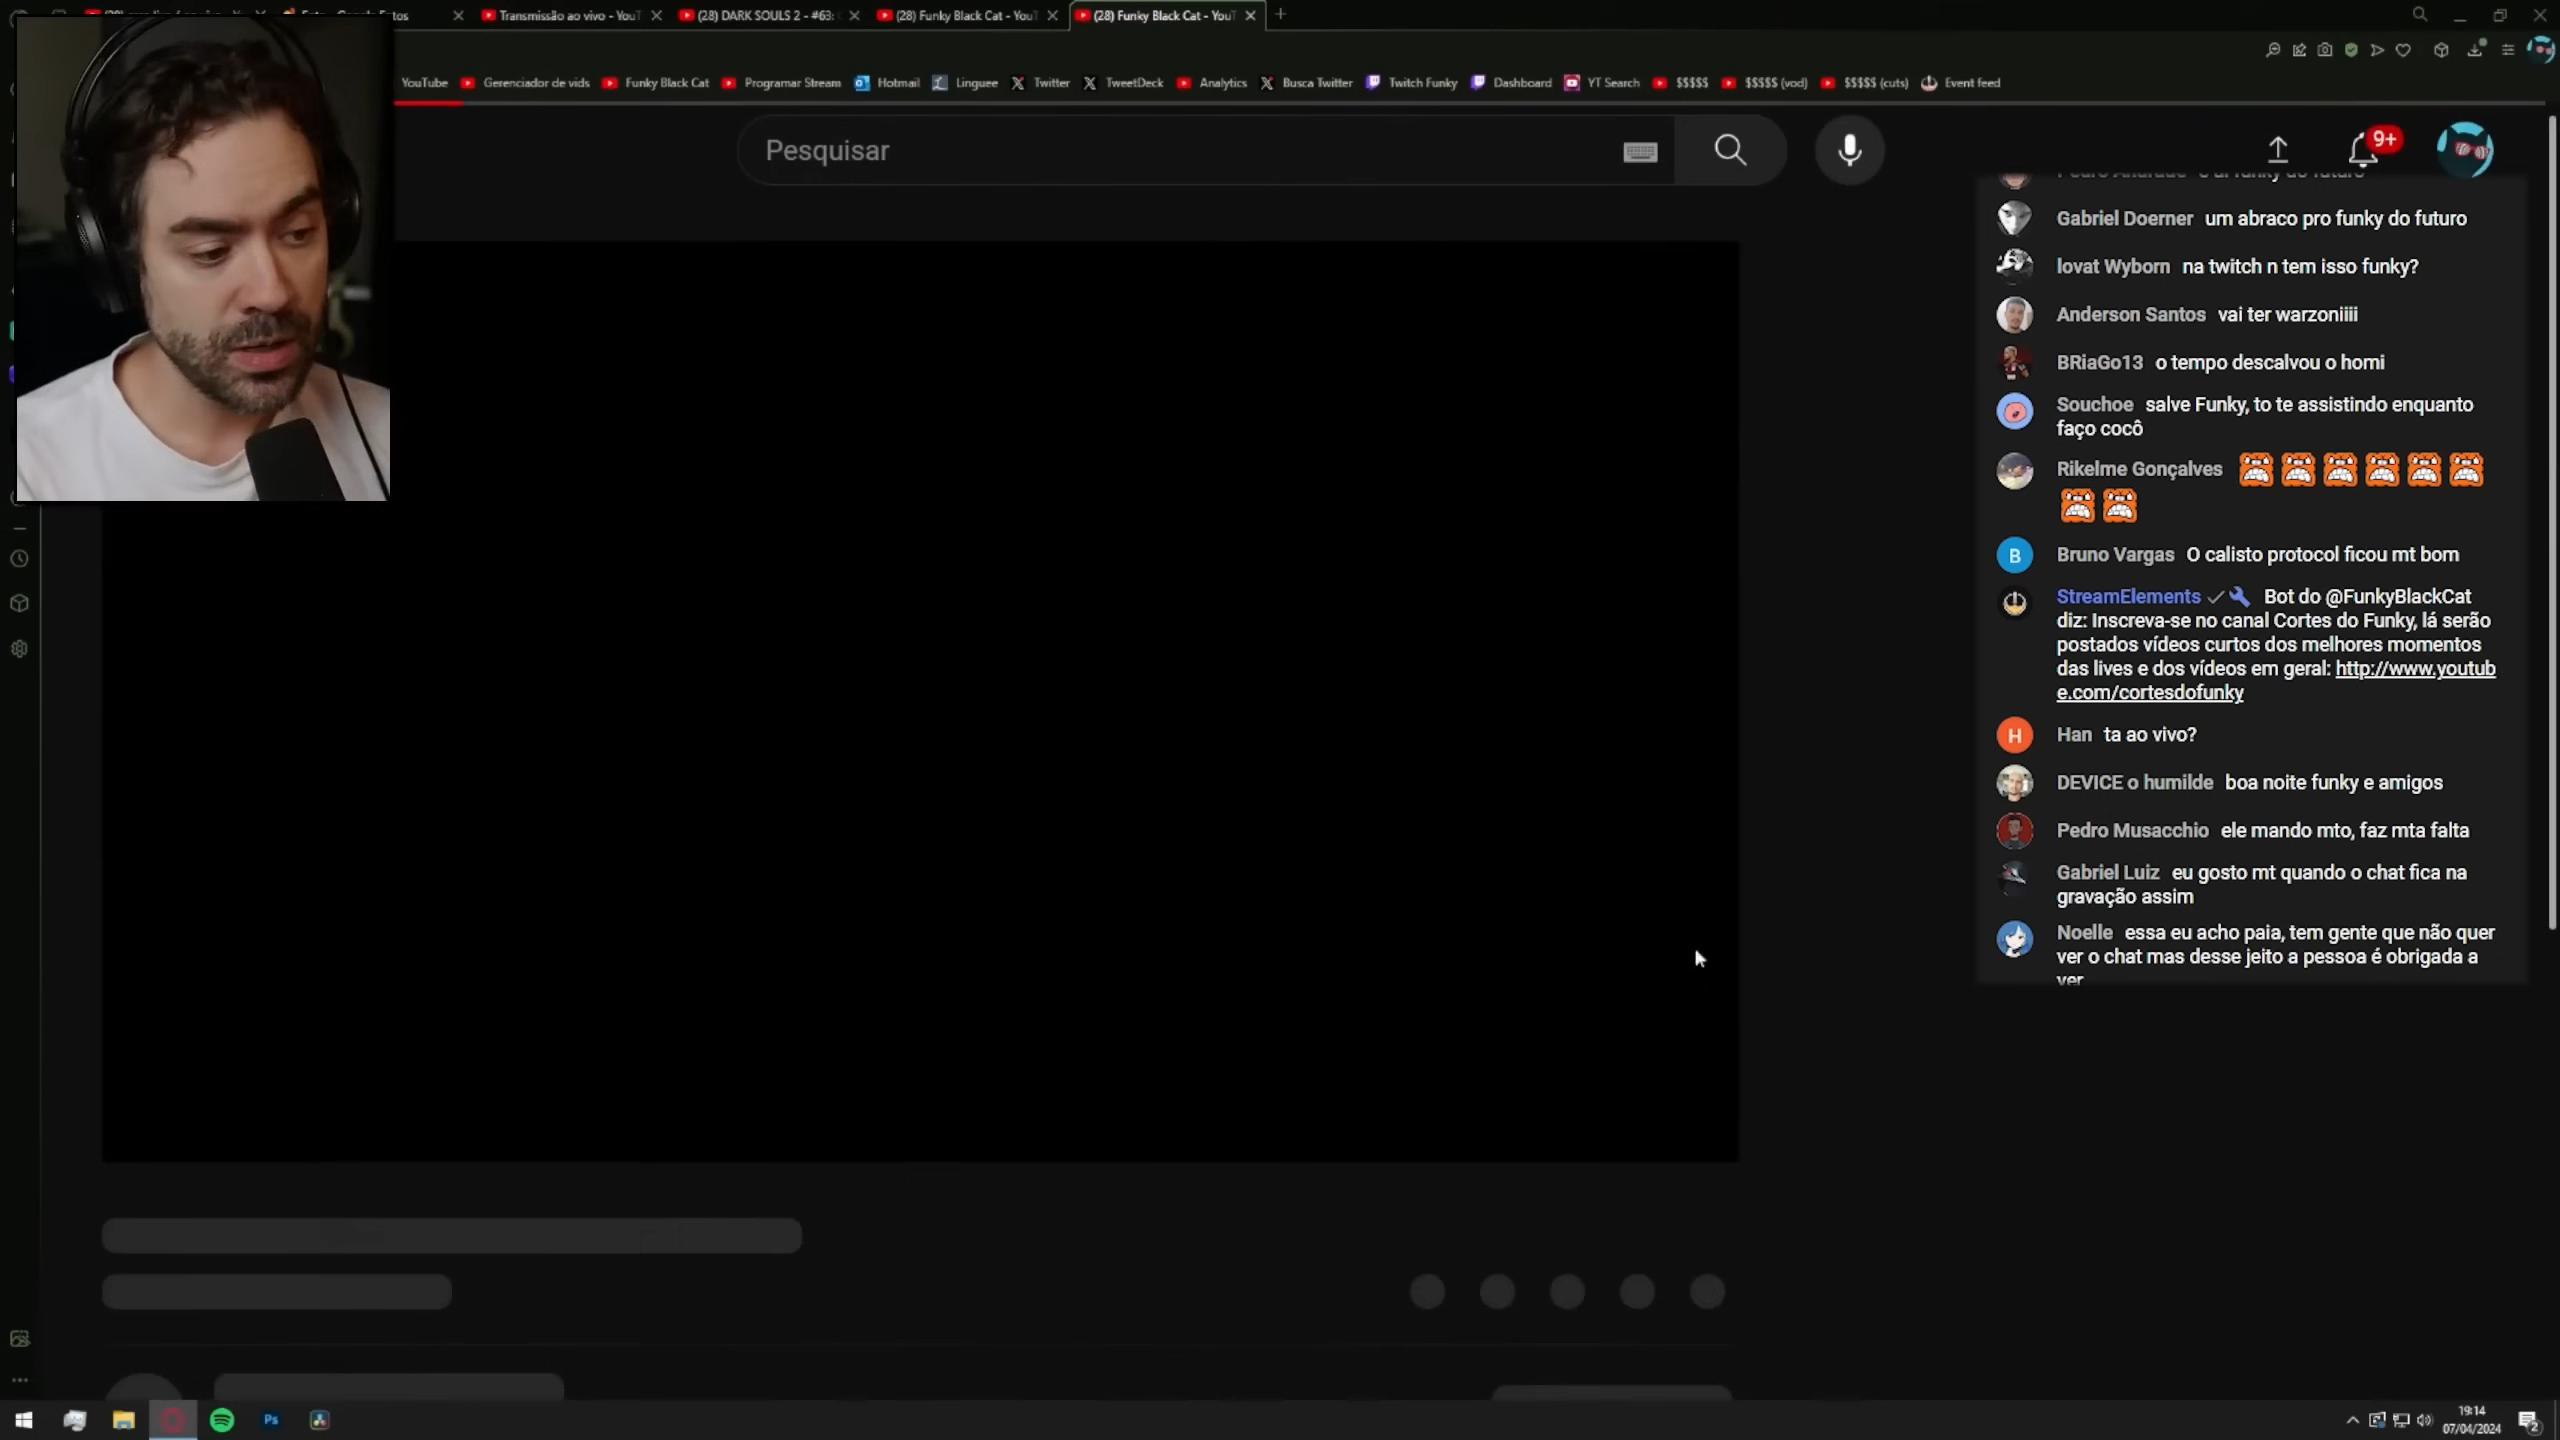 Transmissão ao vivo - YouT
(28) DARK SOULS 2 - #63:
(28) Funky Black Cat - YouT
(28) Funky Black Cat - YouT
YouTube Gerenciador de vids Funky Black Cat Programar Stream Hotmail Linguee Twitter TweetDeck Analytics Busca Twitter Twitch Funky Dashboard YT Search $$$$$ $$$$$ (vod) $$$$$ (cuts) Event feed
Pesquisar
9+
Gabriel Doerner um abraco pro funky do futuro
lovat Wyborn na twitch n tem isso funky?
Anderson Santos vai ter warzoniiii
BRiaGo13 o tempo descalvou o homi
Souchoe salve Funky, to te assistindo enquanto
faço cocô
Rikelme Gonçalves
B
Bruno Vargas O calisto protocol ficou mt bom
StreamElements Bot do @FunkyBlackCat
diz: Inscreva-se no canal Cortes do Funky, lá serão
postados vídeos curtos dos melhores momentos
das lives e dos vídeos em geral: http://www.youtub
e.com/cortesdofunky
H
Han ta ao vivo?
DEVICE o humilde boa noite funky e amigos
Pedro Musacchio ele mando mto, faz mta falta
Gabriel Luiz eu gosto mt quando o chat fica na
gravação assim
Noelle essa eu acho paia, tem gente que não quer
ver o chat mas desse jeito a pessoa é obrigada a
ver
Ps
19:14
07/04/2024
2